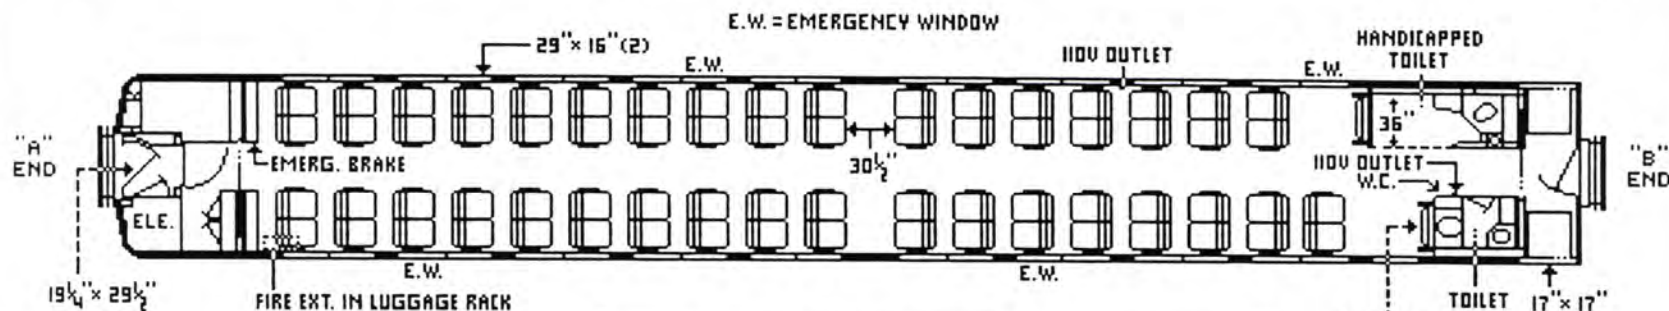 E.W. = EMERGENCY WINDOW
29" × 16" (2)
E.W.
110V OUTLET
E.W.
HANDICAPPED
TOILET
36"
"A"
END
EMERG. BRAKE
30½"
110V OUTLET
W.C.
"B"
END
ELE.
E.W.
E.W.
19¼" × 29½"
FIRE EXT. IN LUGGAGE RACK
TOILET
17" × 17"